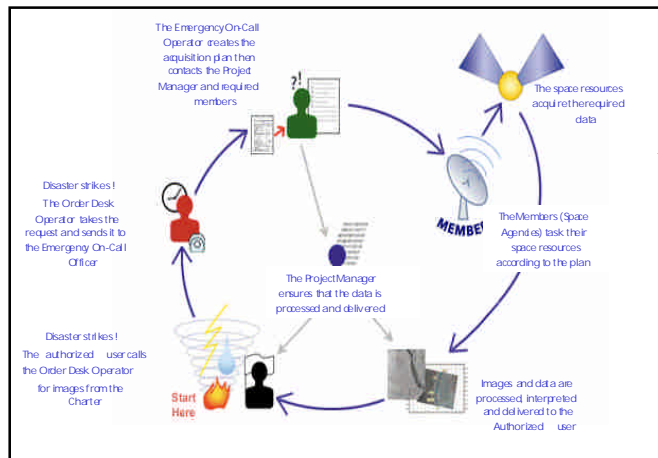 The Emergency On-Call
Operator creates the
acquisition plan then
contacts the Project
Manager and required
members
?!
The space resources
acquire the required
data
Disaster strikes!
The Order Desk
Operator takes the
request and sends it to
the Emergency On-Call
Officer
MEMBER
The Members (Space
Agencies) task their
space resources
according to the plan
The Project Manager
ensures that the data is
processed and delivered
Disaster strikes!
The authorized user calls
the Order Desk Operator
for images from the
Charter
Start
Here
Images and data are
processed, interpreted
and delivered to the
Authorized user